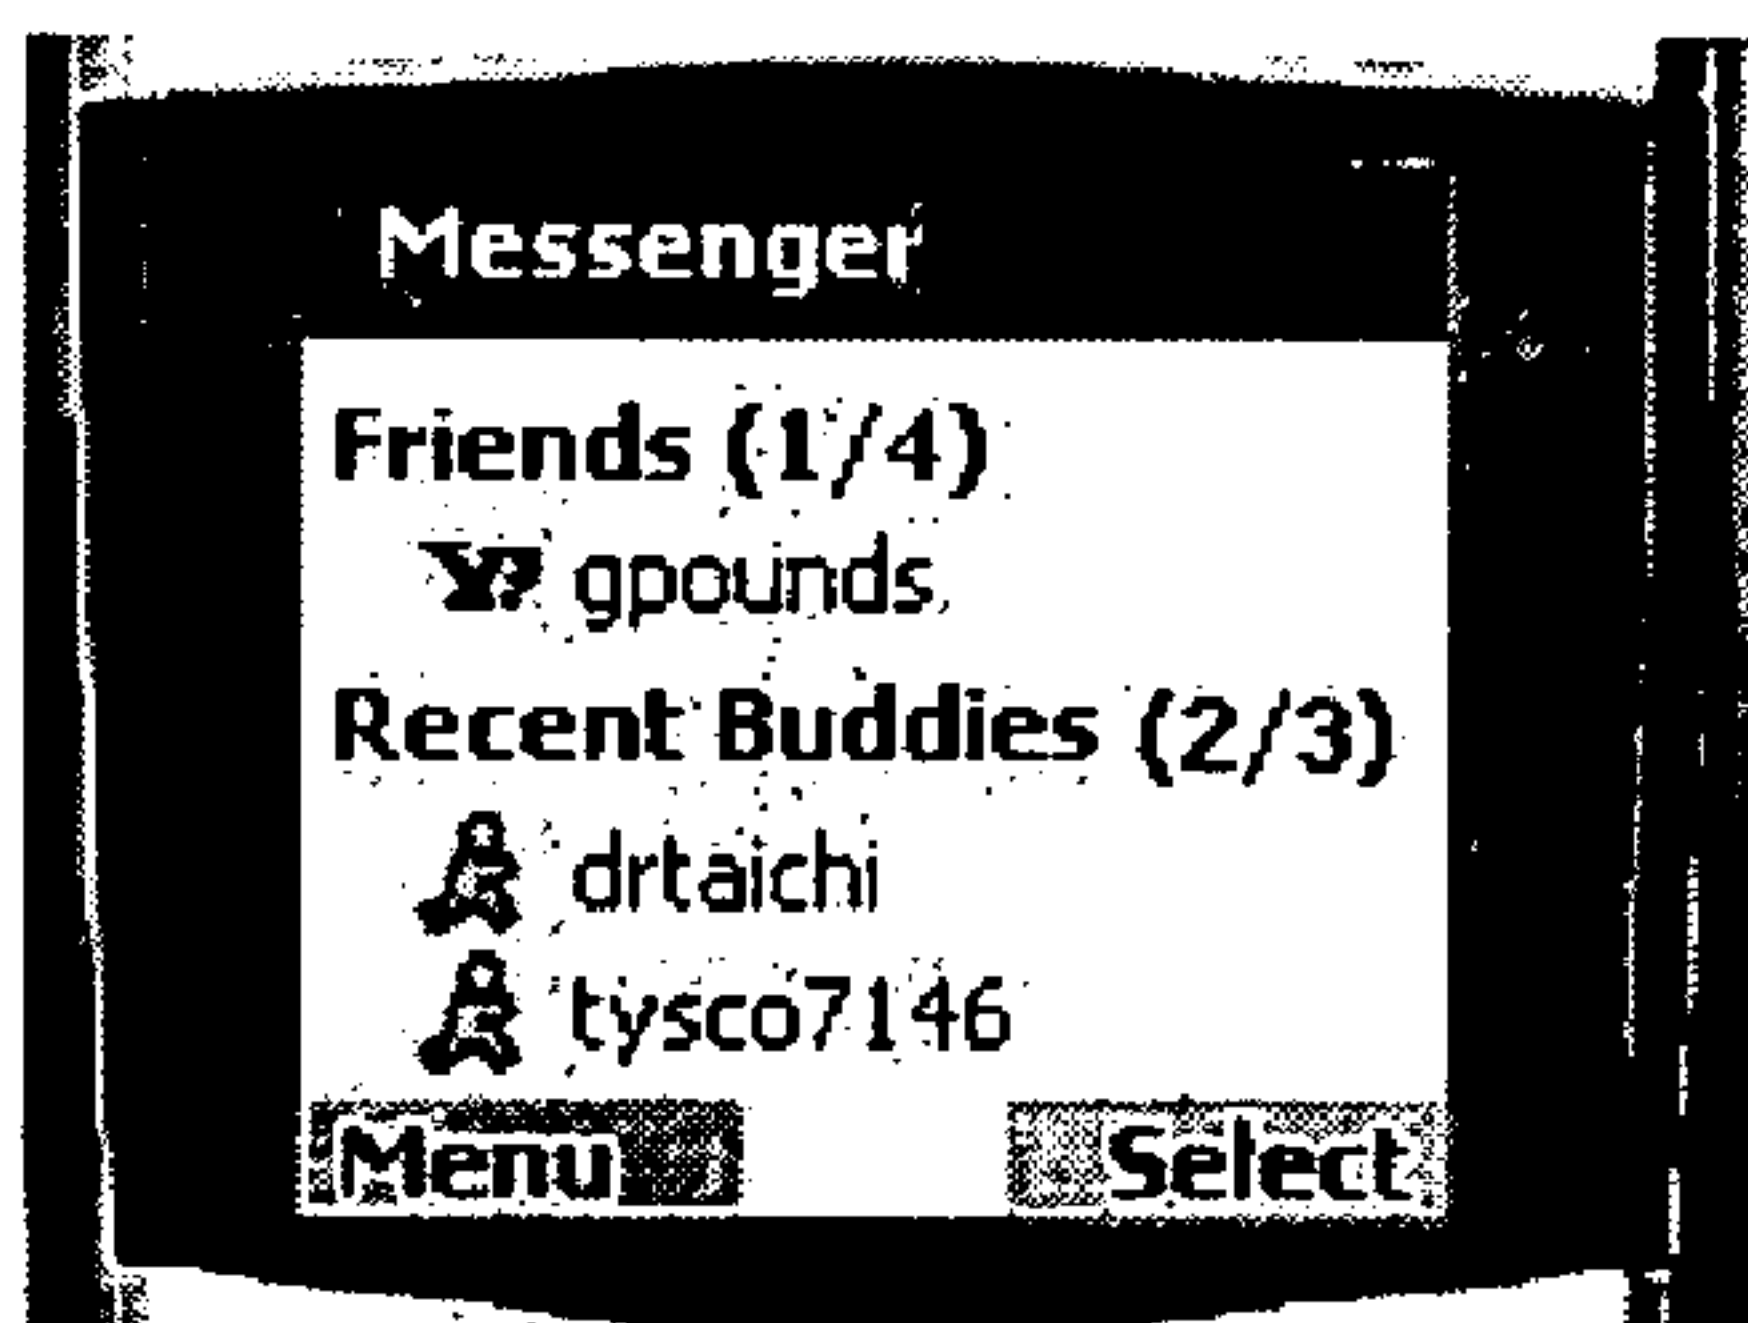 Messenger
Friends (1/4)
Y? gpounds
Recent Buddies (2/3)
drtaichi
tysco7146
Menu Select